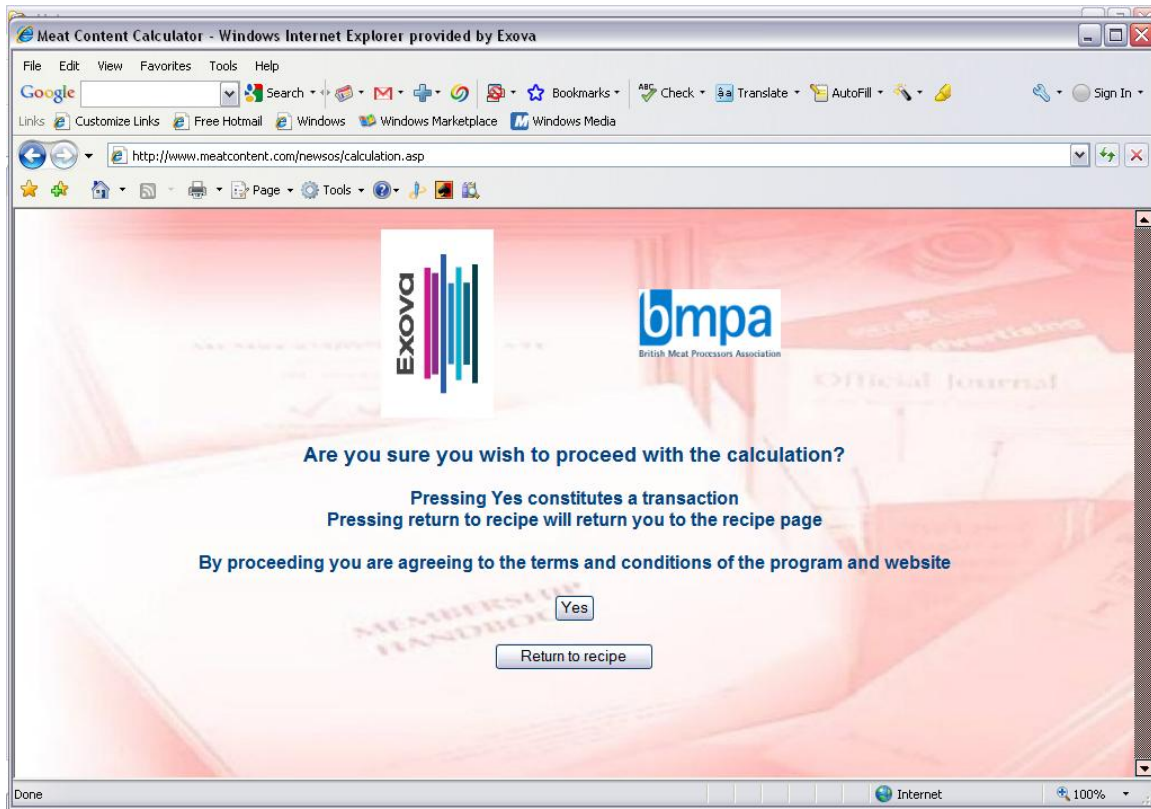 Meat Content Calculator - Windows Internet Explorer provided by Exova
File Edit View Favorites Tools Help
Google Search Bookmarks Check Translate AutoFill Sign In
Links Customize Links Free Hotmail Windows Windows Marketplace Windows Media
http://www.meatcontent.com/newsos/calculation.asp
Page Tools
Exova
bmpa
British Meat Processors Association
Advertising
Official Journal
Are you sure you wish to proceed with the calculation?
Pressing Yes constitutes a transaction
Pressing return to recipe will return you to the recipe page
By proceeding you are agreeing to the terms and conditions of the program and website
Yes
MEMBERSHIP
HANDBOOK
Return to recipe
Done Internet 100%